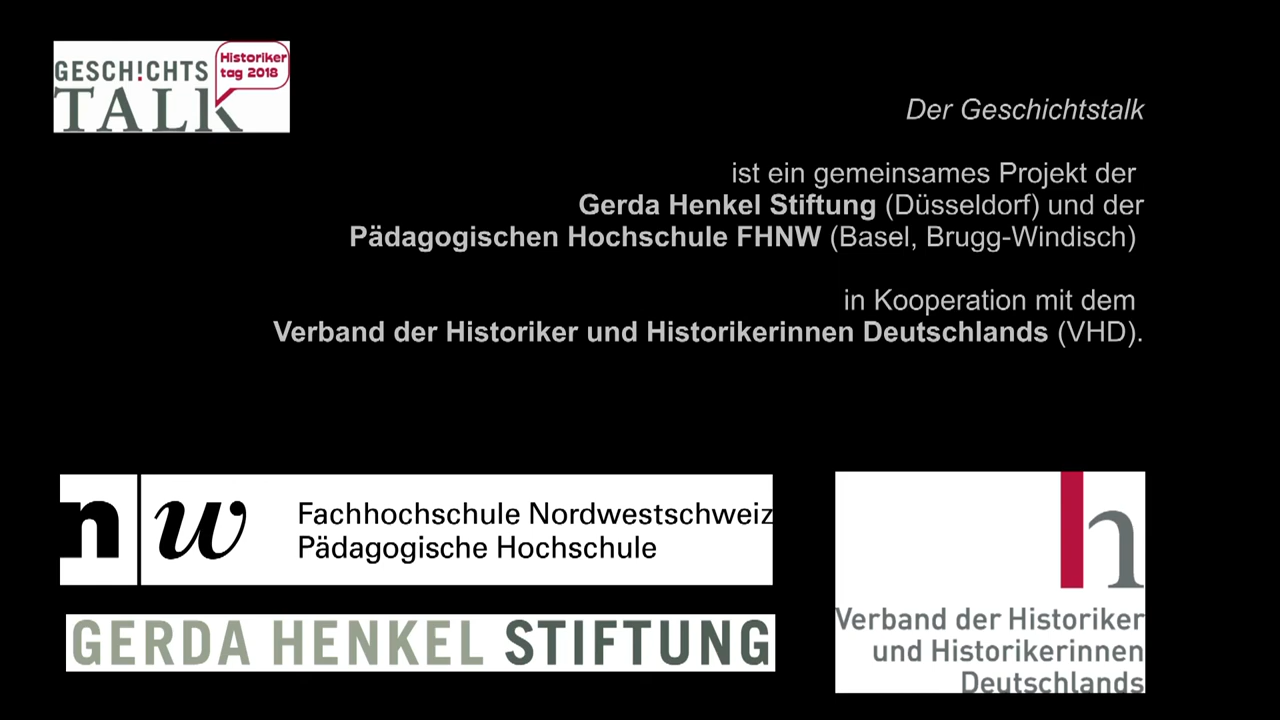 GESCH!CHTS
TALK
Historiker
tag 2018
Der Geschichtstalk
ist ein gemeinsames Projekt der
Gerda Henkel Stiftung (Düsseldorf) und der
Pädagogischen Hochschule FHNW (Basel, Brugg-Windisch)
in Kooperation mit dem
Verband der Historiker und Historikerinnen Deutschlands (VHD).
n w
Fachhochschule Nordwestschweiz
Pädagogische Hochschule
GERDA HENKEL STIFTUNG
h
Verband der Historiker
und Historikerinnen
Deutschlands